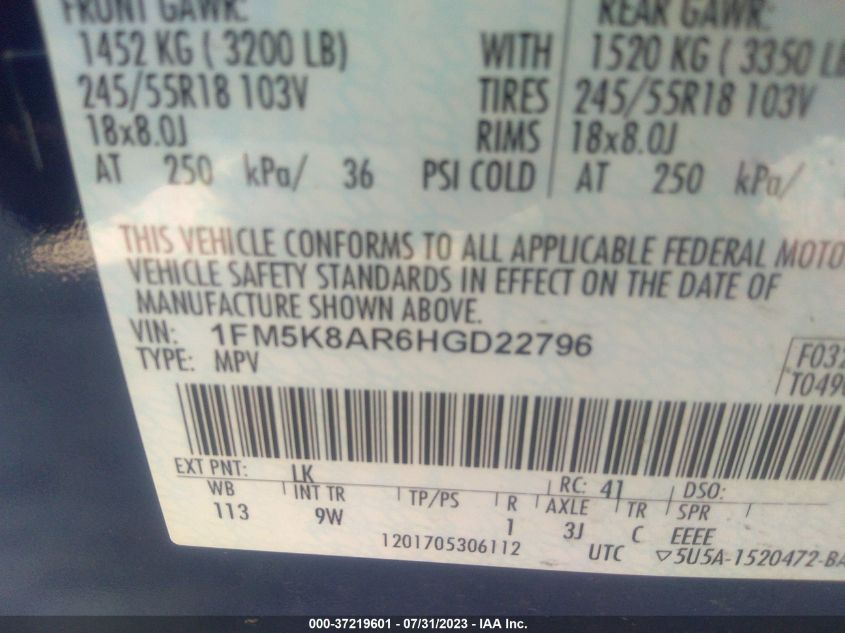 FRONT GAWR: REAR GAWR:
1452 KG ( 3200 LB) WITH 1520 KG ( 3350 LB
245/55R18 103V TIRES 245/55R18 103V
18x8.0J RIMS 18x8.0J
AT 250 kPa/ 36 PSI COLD AT 250 kPa/
THIS VEHICLE CONFORMS TO ALL APPLICABLE FEDERAL MOTO
VEHICLE SAFETY STANDARDS IN EFFECT ON THE DATE OF
MANUFACTURE SHOWN ABOVE.
VIN: 1FM5K8AR6HGD22796
TYPE: MPV
F032
T049
EXT PNT: LK RC: 41 DSO:
WB INT TR TP/PS R AXLE TR SPR
113 9W 1 3J C EEEE
1201705306112 UTC ▽5U5A-1520472-BA
000-37219601 - 07/31/2023 - IAA Inc.